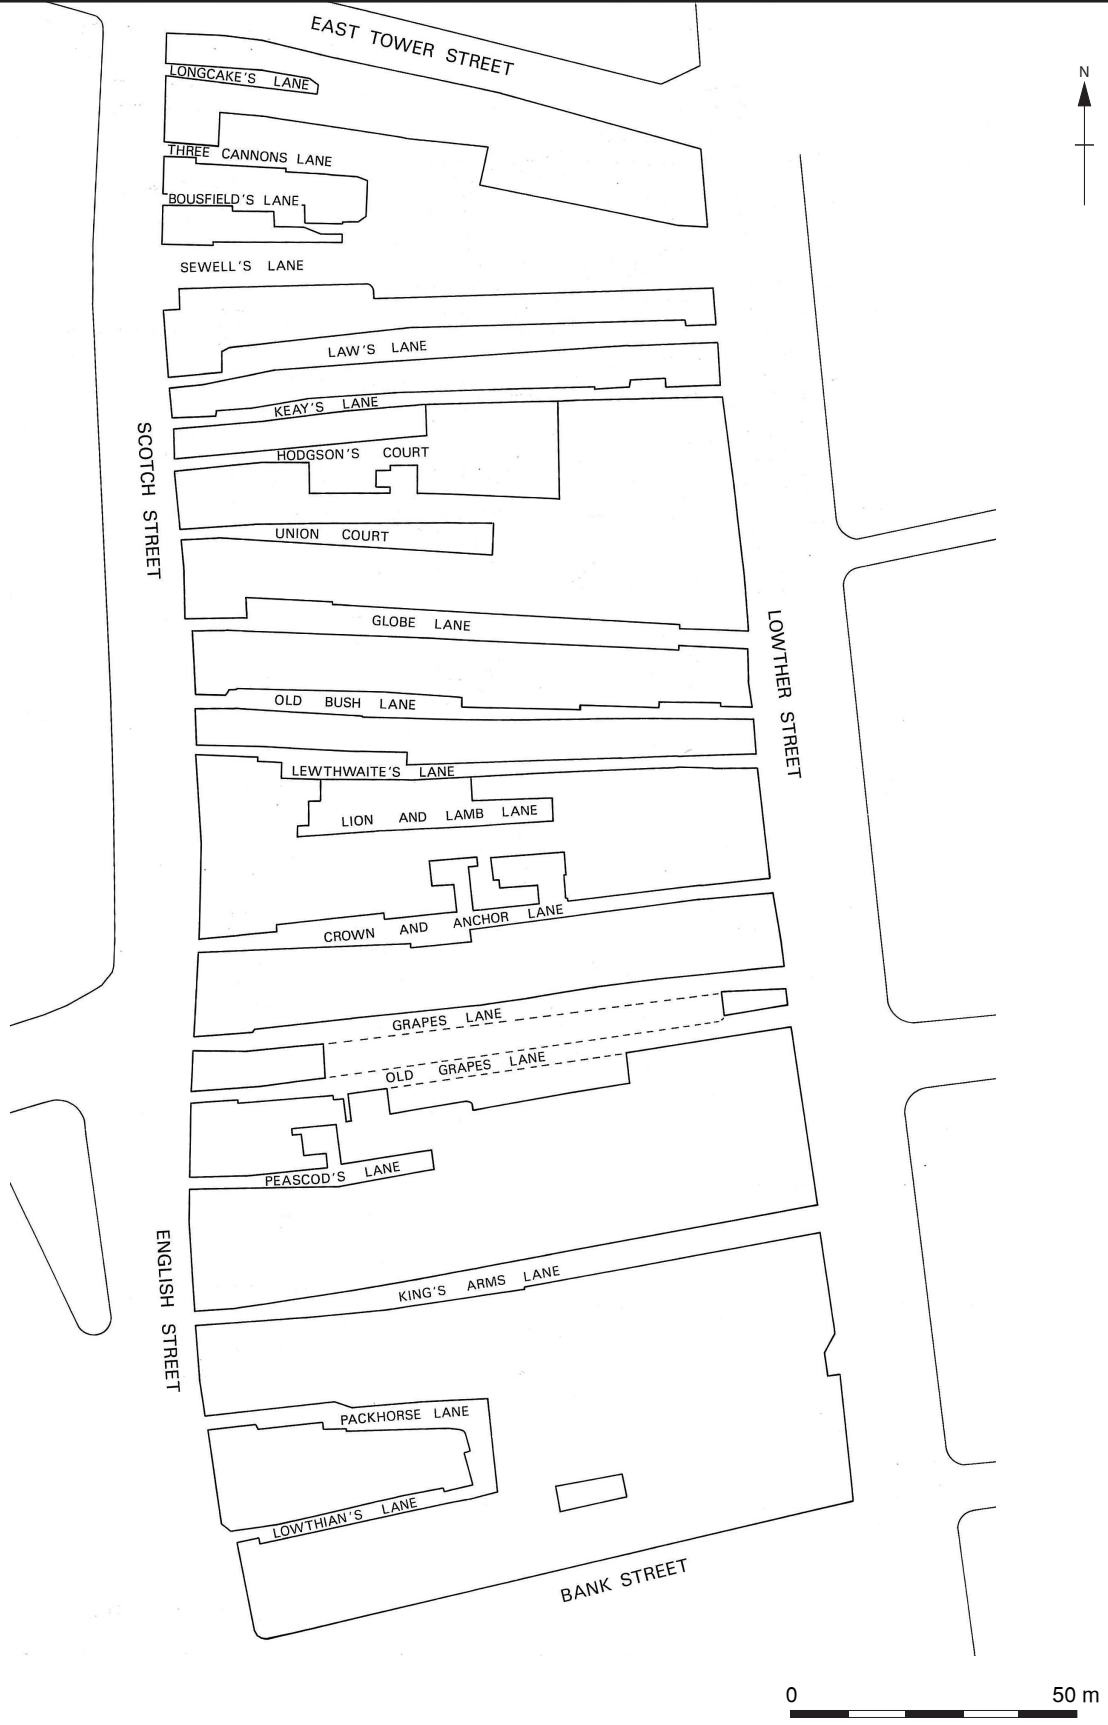 EAST TOWER STREET
N
LONGCAKE'S LANE
THREE CANNONS LANE
BOUSFIELD'S LANE
SEWELL'S LANE
LAW'S LANE
KEAY'S LANE
SCOTCH STREET
HODGSON'S COURT
UNION COURT
GLOBE LANE
LOWTHER STREET
OLD BUSH LANE
LEWTHWAITE'S LANE
LION AND LAMB LANE
CROWN AND ANCHOR LANE
GRAPES LANE
OLD GRAPES LANE
PEASCOD'S LANE
ENGLISH STREET
KING'S ARMS LANE
PACKHORSE LANE
LOWTHIAN'S LANE
BANK STREET
0 50 m